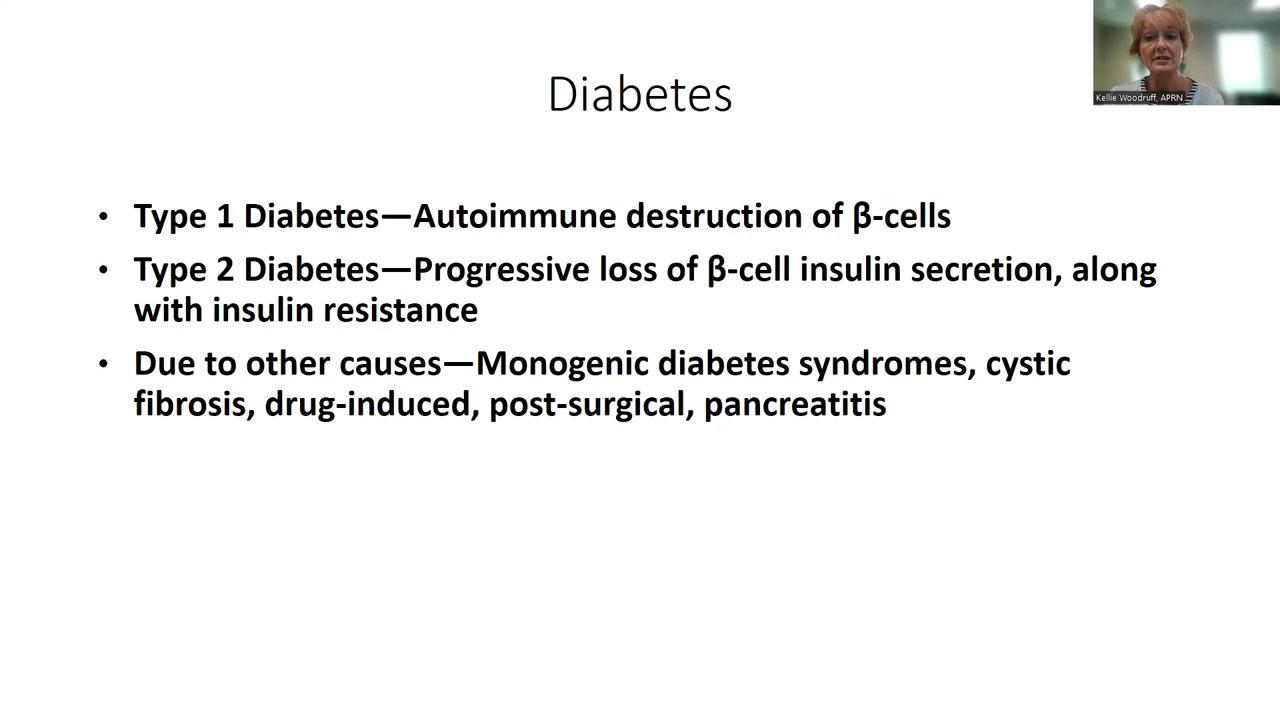 Kellie Woodruff, APRN
Diabetes
• Type 1 Diabetes—Autoimmune destruction of β-cells
• Type 2 Diabetes—Progressive loss of β-cell insulin secretion, along
with insulin resistance
• Due to other causes—Monogenic diabetes syndromes, cystic
fibrosis, drug-induced, post-surgical, pancreatitis